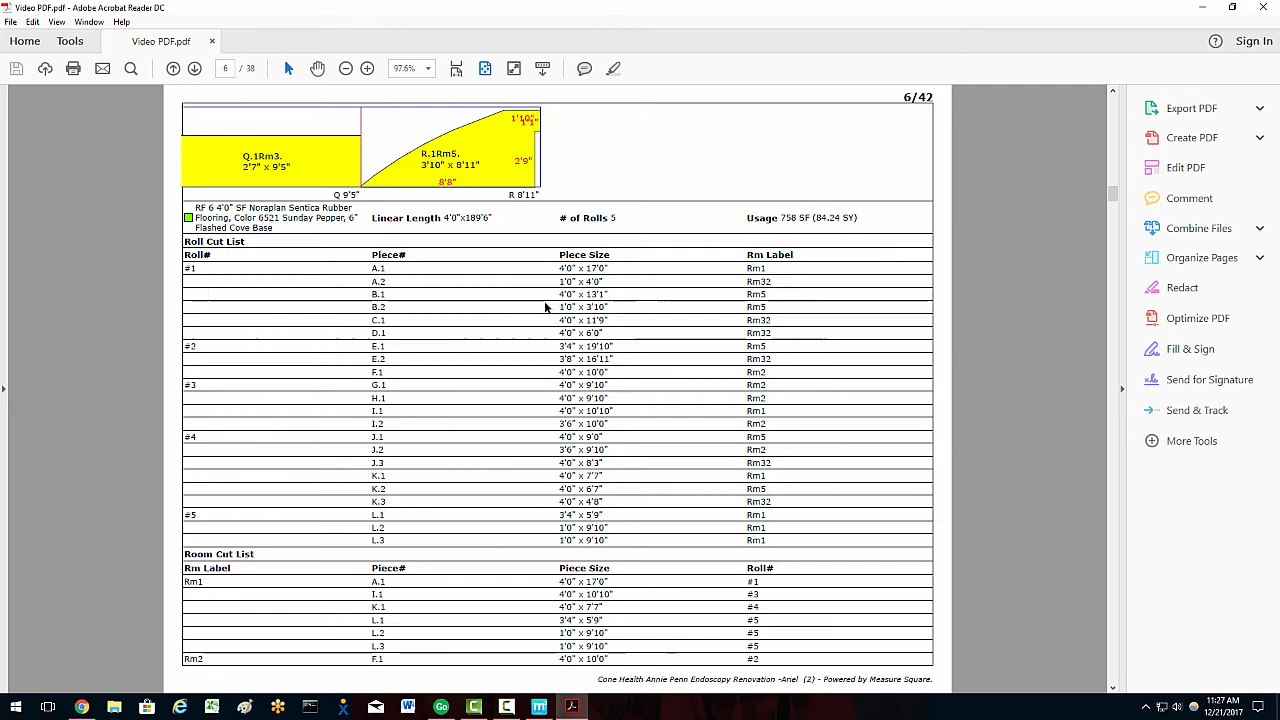 Video PDF.pdf - Adobe Acrobat Reader DC
File Edit View Window Help
Home Tools Video PDF.pdf × Sign In
6 / 38 97.6%
6/42
Q.1Rm3.
2'7" x 9'5"
R.1Rm5.
3'10" x 8'11"
2'9"
8'8"
Q 9'5" R 8'11"
RF 6 4'0" SF Noraplan Sentica Rubber
Flooring, Color 6521 Sunday Pepper, 6" Linear Length 4'0"x189'6" # of Rolls 5 Usage 758 SF (84.24 SY)
Flashed Cove Base
Roll Cut List
Roll# Piece# Piece Size Rm Label
#1 A.1 4'0" x 17'0" Rm1
A.2 1'0" x 4'0" Rm32
B.1 4'0" x 13'1" Rm5
B.2 1'0" x 3'10" Rm5
C.1 4'0" x 11'9" Rm32
D.1 4'0" x 6'0" Rm32
#2 E.1 3'4" x 19'10" Rm5
E.2 3'8" x 16'11" Rm32
F.1 4'0" x 10'0" Rm2
#3 G.1 4'0" x 9'10" Rm2
H.1 4'0" x 9'10" Rm2
I.1 4'0" x 10'10" Rm1
I.2 3'6" x 10'0" Rm2
#4 J.1 4'0" x 9'0" Rm5
J.2 3'6" x 9'10" Rm2
J.3 4'0" x 8'3" Rm32
K.1 4'0" x 7'7" Rm1
K.2 4'0" x 6'7" Rm5
K.3 4'0" x 4'8" Rm32
#5 L.1 3'4" x 5'9" Rm1
L.2 1'0" x 9'10" Rm1
L.3 1'0" x 9'10" Rm1
Room Cut List
Rm Label Piece# Piece Size Roll#
Rm1 A.1 4'0" x 17'0" #1
I.1 4'0" x 10'10" #3
K.1 4'0" x 7'7" #4
L.1 3'4" x 5'9" #5
L.2 1'0" x 9'10" #5
L.3 1'0" x 9'10" #5
Rm2 F.1 4'0" x 10'0" #2
Cone Health Annie Penn Endoscopy Renovation -Ariel (2) - Powered by Measure Square.
Export PDF
Create PDF
Edit PDF
Comment
Combine Files
Organize Pages
Redact
Optimize PDF
Fill & Sign
Send for Signature
Send & Track
More Tools
Go
11:27 AM
12/21/2017